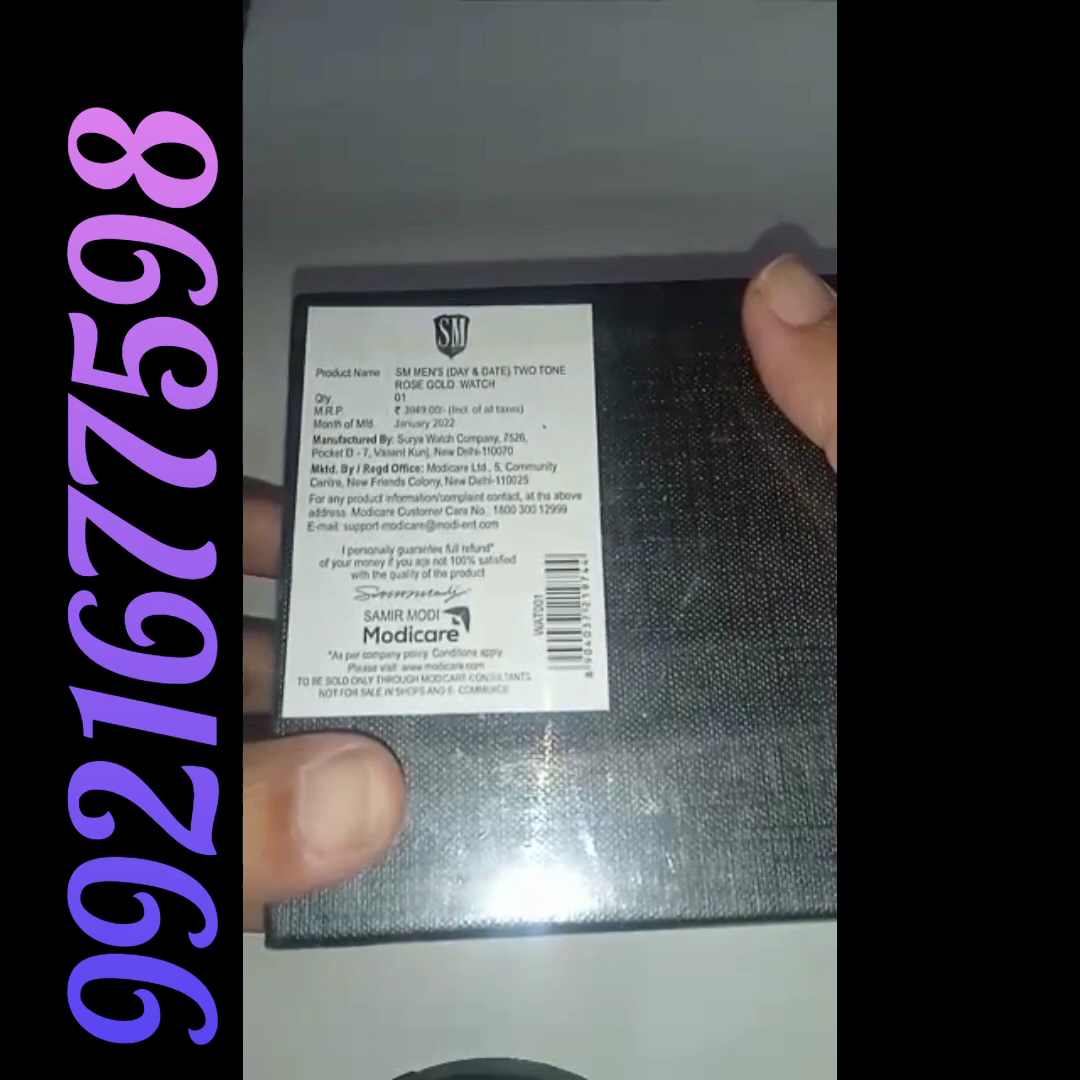 9921677598
SM
Product Name SM MEN'S (DAY & DATE) TWO TONE
ROSE GOLD WATCH
Qty 01
M.R.P. ₹ 3949.00/- (Incl. of all taxes)
Month of Mfd. January 2022
Manufactured By: Surya Watch Company, 7526,
Pocket D - 7, Vasant Kunj, New Delhi-110070
Mktd. By / Regd Office: Modicare Ltd., 5, Community
Centre, New Friends Colony, New Delhi-110025
For any product information/complaint contact, at the above
address. Modicare Customer Care No. 1800 300 12999
E-mail: support-modicare@modi-ent.com
I personally guarantee full refund*
of your money if you are not 100% satisfied
with the quality of the product
SAMIR MODI
Modicare
*As per company policy. Conditions apply
Please visit: www.modicare.com
TO BE SOLD ONLY THROUGH MODICARE CONSULTANTS
NOT FOR SALE IN SHOPS AND E-COMMERCE
WAT001
8904037219744